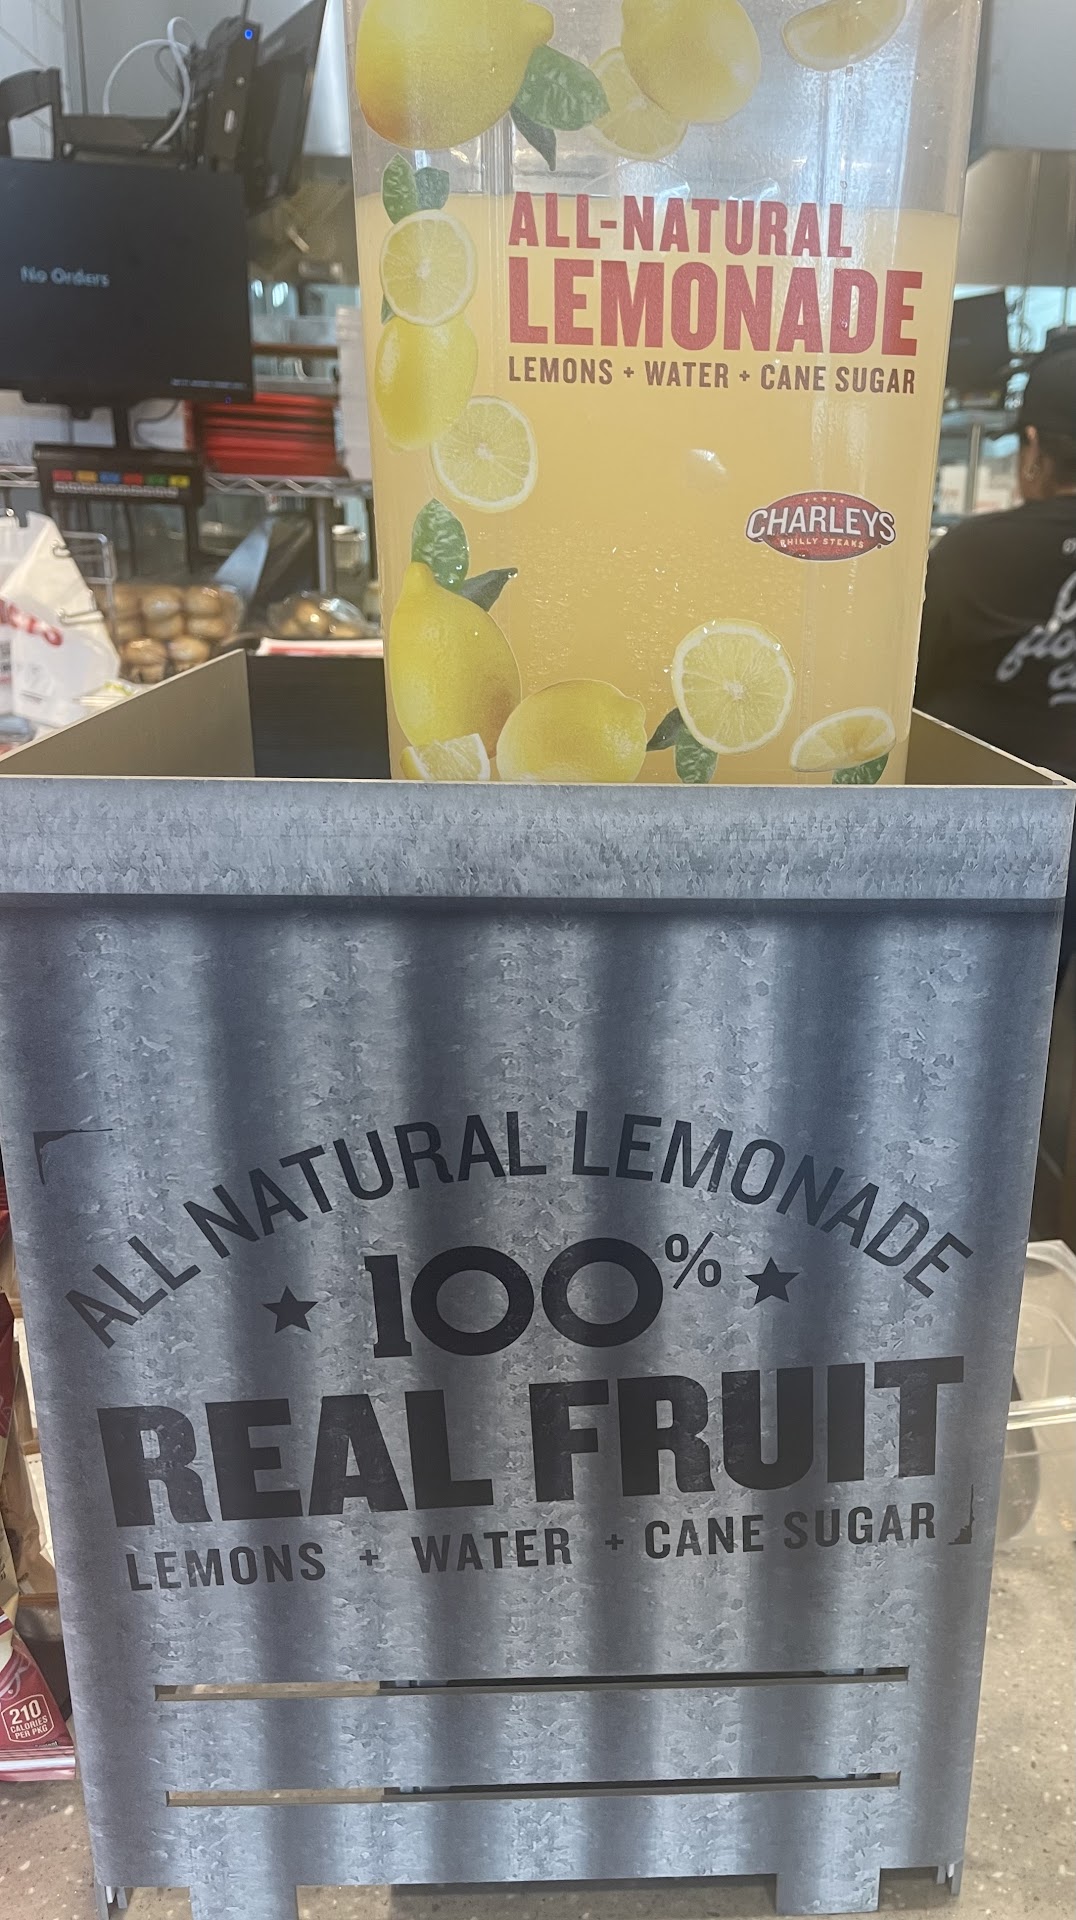 No Orders
ALL-NATURAL
LEMONADE
LEMONS + WATER + CANE SUGAR
CHARLEYS
PHILLY STEAKS
ALL NATURAL LEMONADE
100%
REAL FRUIT
LEMONS + WATER + CANE SUGAR
210
CALORIES
PER PKG